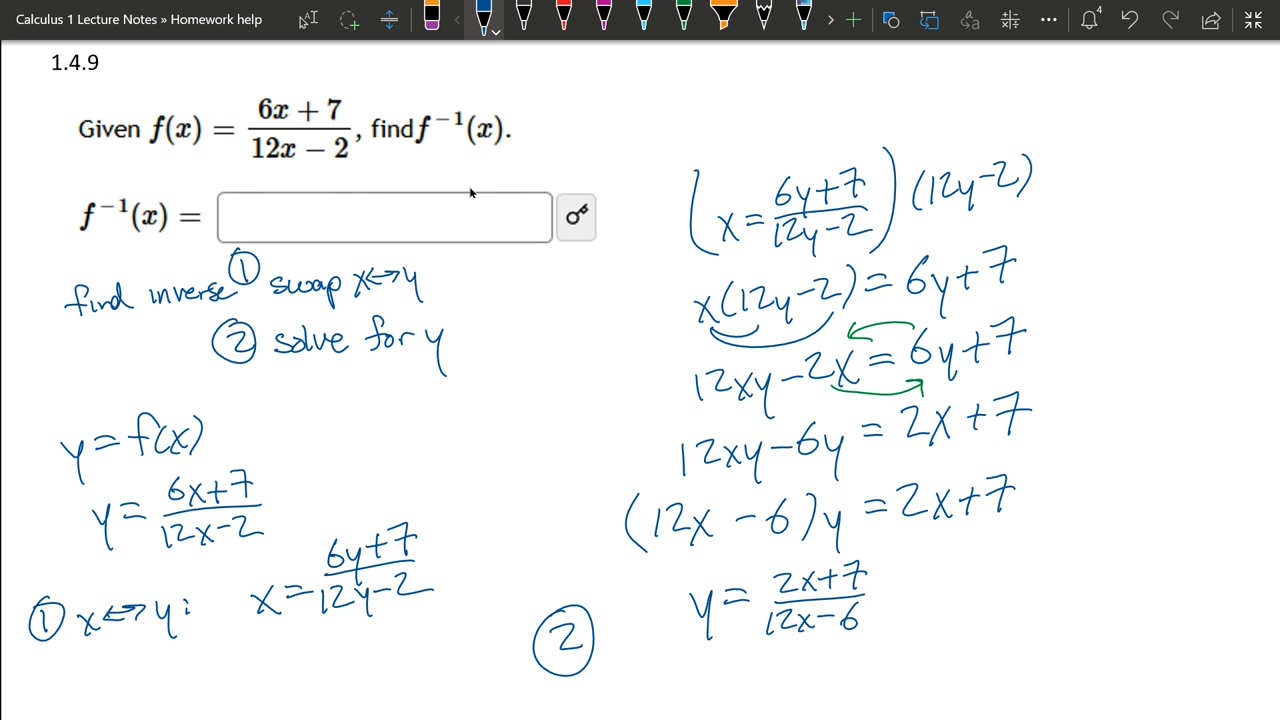 Calculus 1 Lecture Notes » Homework help
4
1.4.9
Given f(x) = (6x + 7)/(12x − 2), find f⁻¹(x).
f⁻¹(x) =
find inverse ① swap x↔y
② solve for y
y = f(x)
y = (6x+7)/(12x−2)
① x↔y: x = (6y+7)/(12y−2)
(x = (6y+7)/(12y−2)) (12y−2)
x(12y−2) = 6y+7
12xy − 2x = 6y+7
12xy − 6y = 2x + 7
(12x − 6)y = 2x+7
② y = (2x+7)/(12x−6)